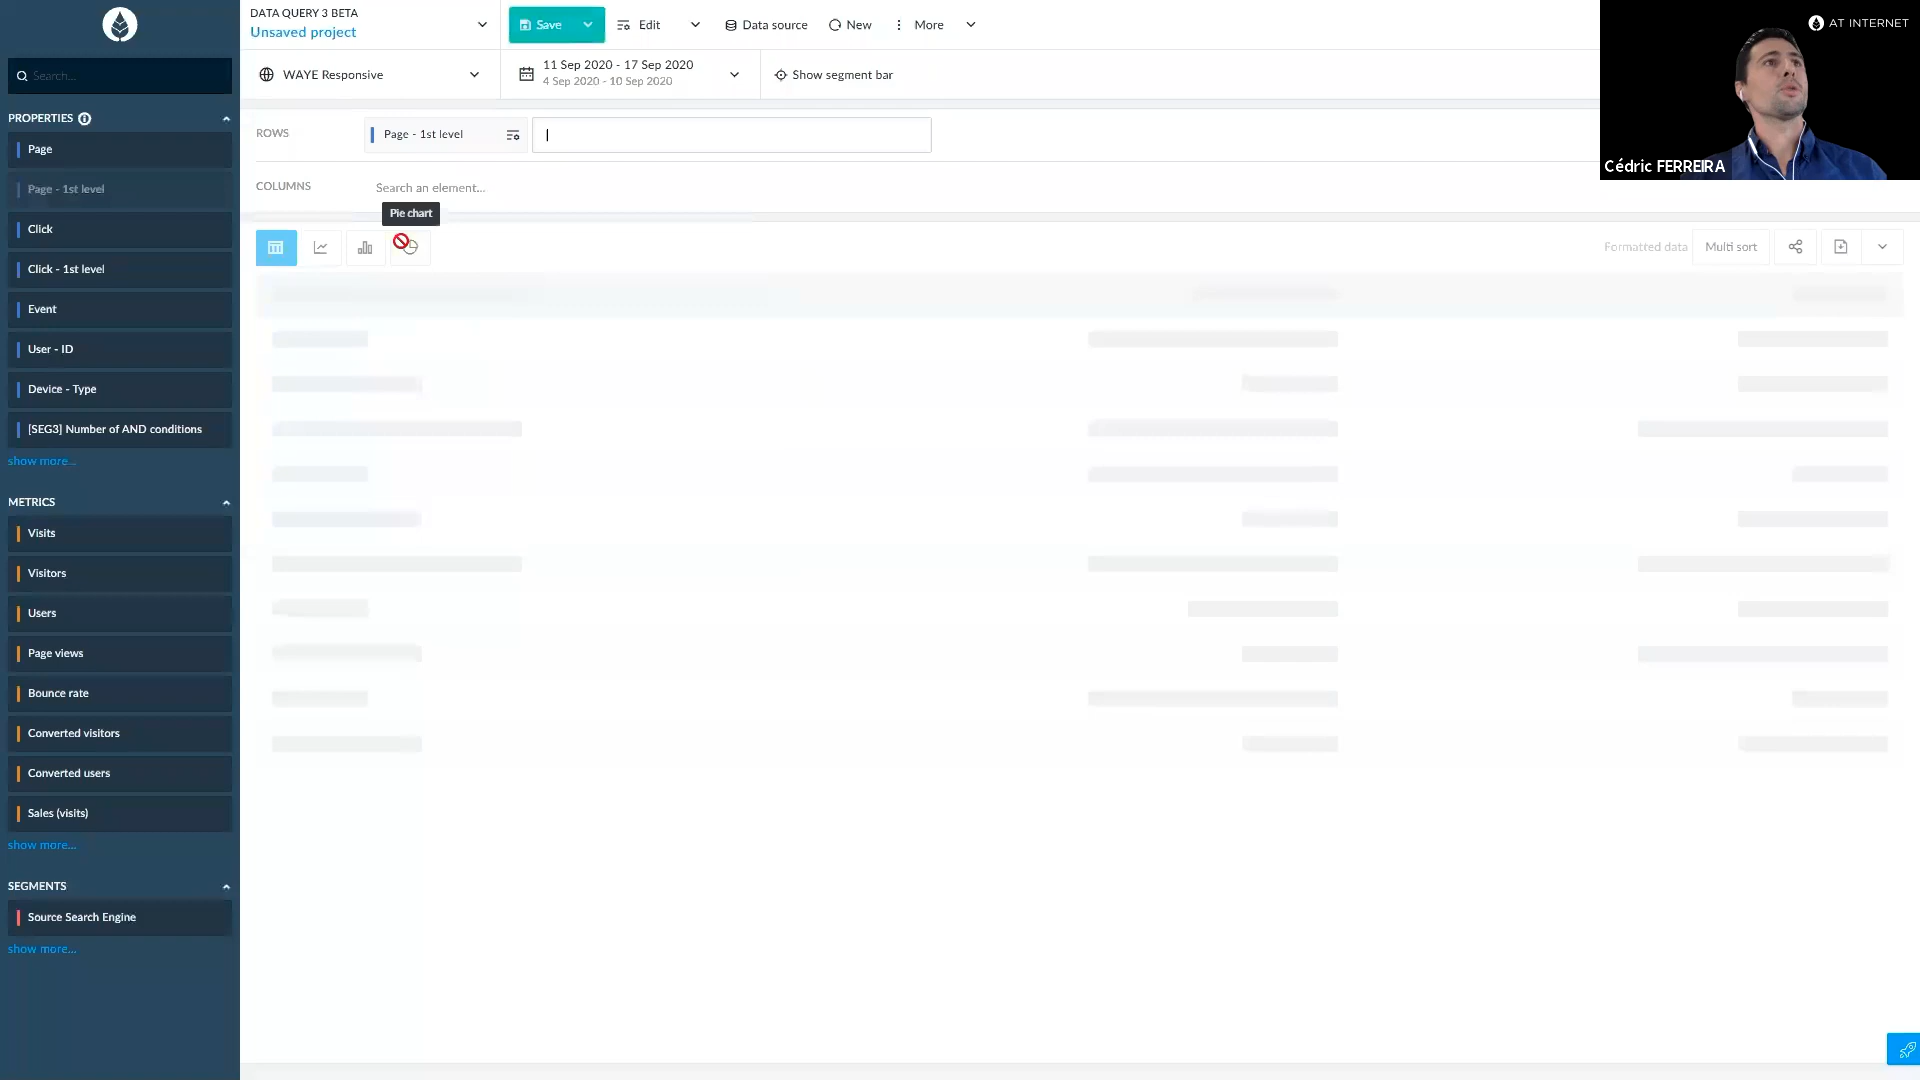 DATA QUERY 3 BETA
Unsaved project
Save
Edit
Data source
New
More
AT INTERNET
Search...
WAYE Responsive
11 Sep 2020 - 17 Sep 2020
4 Sep 2020 - 10 Sep 2020
Show segment bar
Cédric FERREIRA
PROPERTIES
Page
Page - 1st level
Click
Click - 1st level
Event
User - ID
Device - Type
[SEG3] Number of AND conditions
show more...
METRICS
Visits
Visitors
Users
Page views
Bounce rate
Converted visitors
Converted users
Sales (visits)
show more...
SEGMENTS
Source Search Engine
show more...
ROWS
Page - 1st level
COLUMNS
Search an element...
Pie chart
Formatted data
Multi sort